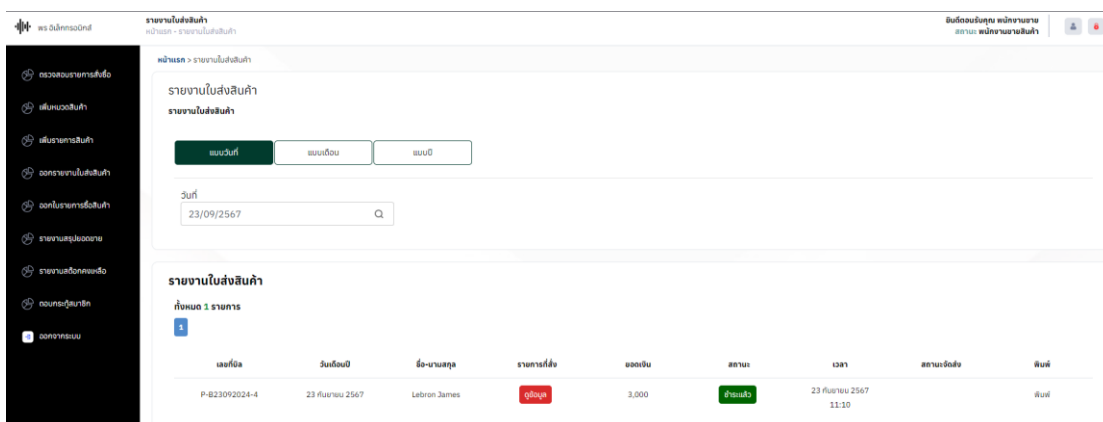 พร อิเล็กทรอนิกส์
รายงานใบส่งสินค้า
หน้าแรก - รายงานใบส่งสินค้า
ยินดีตอนรับคุณ พนักงานขาย
สถานะ พนักงานขายสินค้า
ตรวจสอบรายการสั่งซื้อ
เพิ่มหมวดสินค้า
เพิ่มรายการสินค้า
ออกรายงานใบส่งสินค้า
ออกใบรายการซื้อสินค้า
รายงานสรุปยอดขาย
รายงานสต๊อกคงเหลือ
ตอบกระทู้สมาชิก
ออกจากระบบ
หน้าแรก > รายงานใบส่งสินค้า
รายงานใบส่งสินค้า
รายงานใบส่งสินค้า
แบบวันที่ แบบเดือน แบบปี
วันที่
23/09/2567
รายงานใบส่งสินค้า
ทั้งหมด 1 รายการ
1
เลขที่บิล วันเดือนปี ชื่อ-นามสกุล รายการที่สั่ง ยอดเงิน สถานะ เวลา สถานะจัดส่ง พิมพ์
P-B23092024-4 23 กันยายน 2567 Lebron James ดูข้อมูล 3,000 ชำระแล้ว 23 กันยายน 2567 พิมพ์
11:10